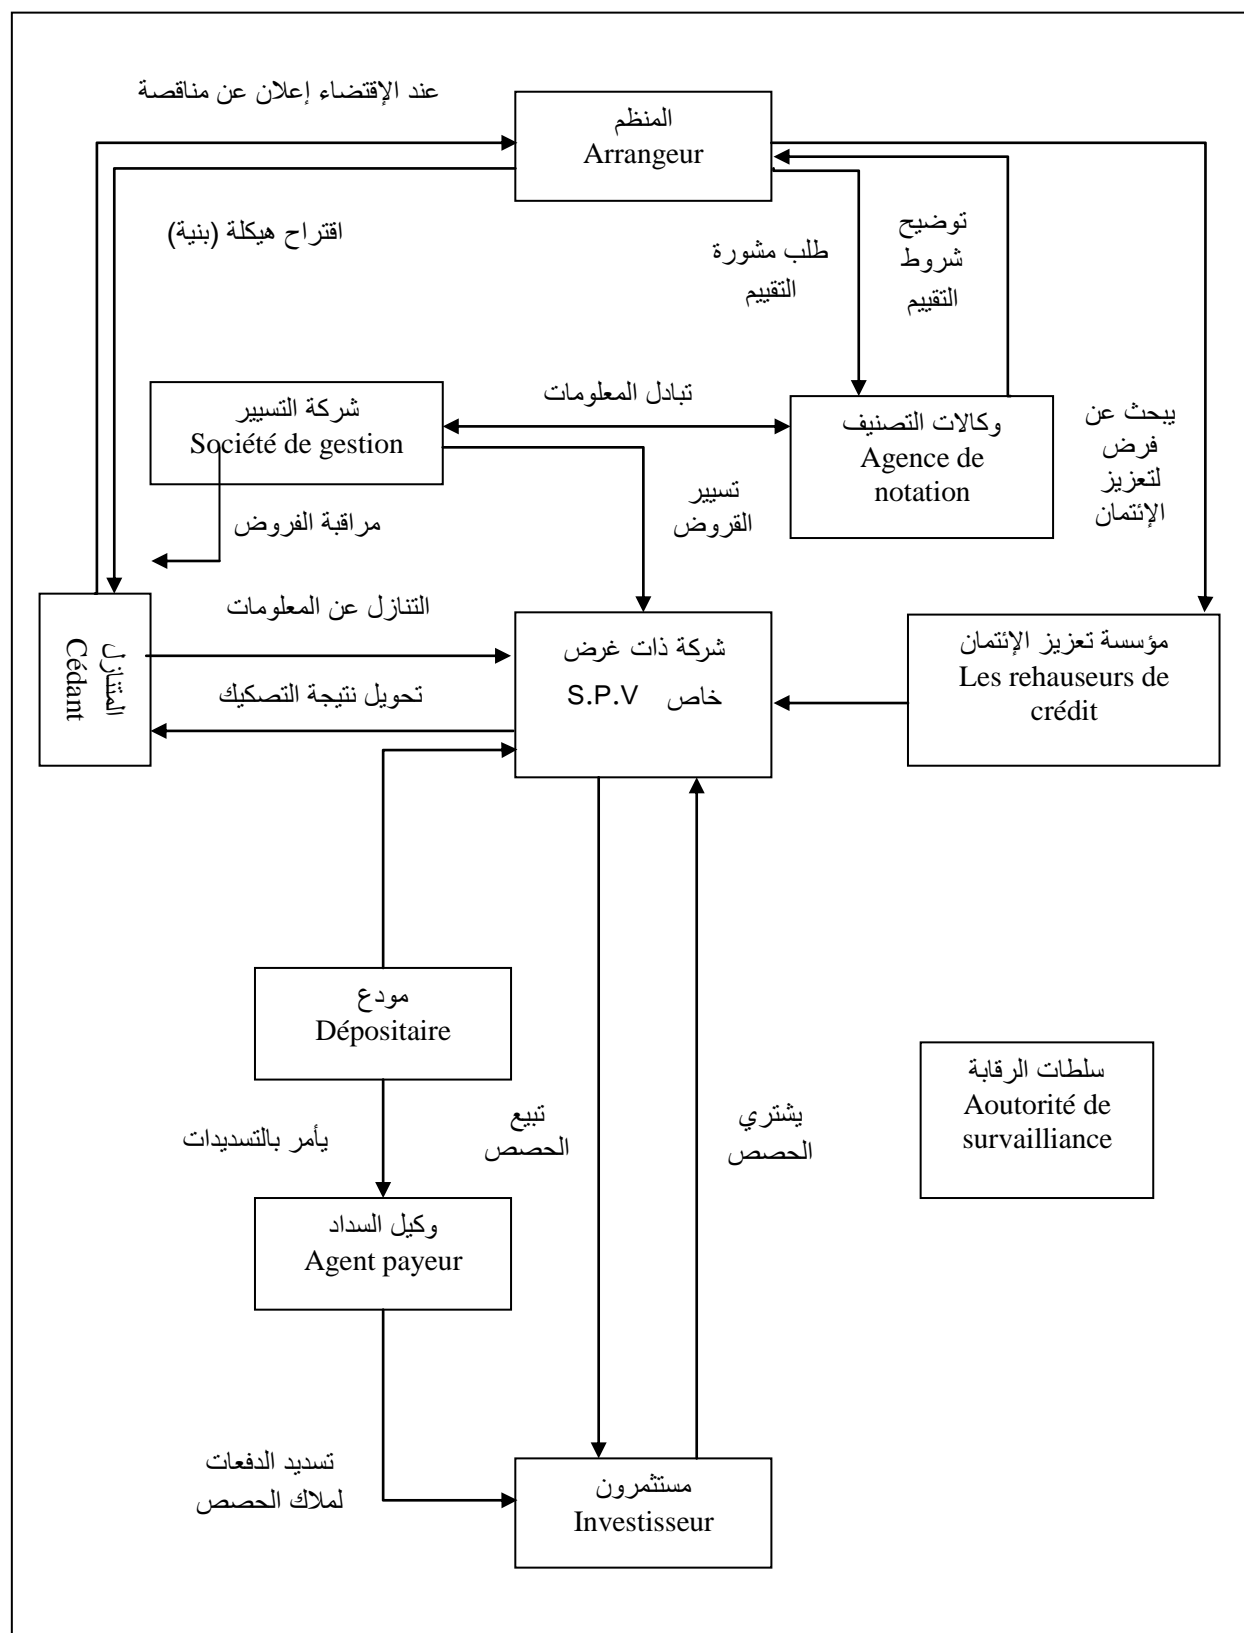 عند الإقتضاء إعلان عن مناقصة
المنظم
Arrangeur
اقتراح هيكلة (بنية)
طلب مشورة
التقييم
توضيح
شروط
التقييم
يبحث عن
فرض
لتعزيز
الإئتمان
شركة التسيير
Société de gestion
تبادل المعلومات
وكالات التصنيف
Agence de
notation
مراقبة الفروض
تسيير
القروض
المتنازل
Cédant
التنازل عن المعلومات
تحويل نتيجة التصكيك
شركة ذات غرض
خاص S.P.V
مؤسسة تعزيز الإئتمان
Les rehauseurs de
crédit
مودع
Dépositaire
سلطات الرقابة
Aoutorité de
survailliance
يأمر بالتسديدات
تبيع
الحصص
يشتري
الحصص
وكيل السداد
Agent payeur
تسديد الدفعات
لملاك الحصص
مستثمرون
Investisseur